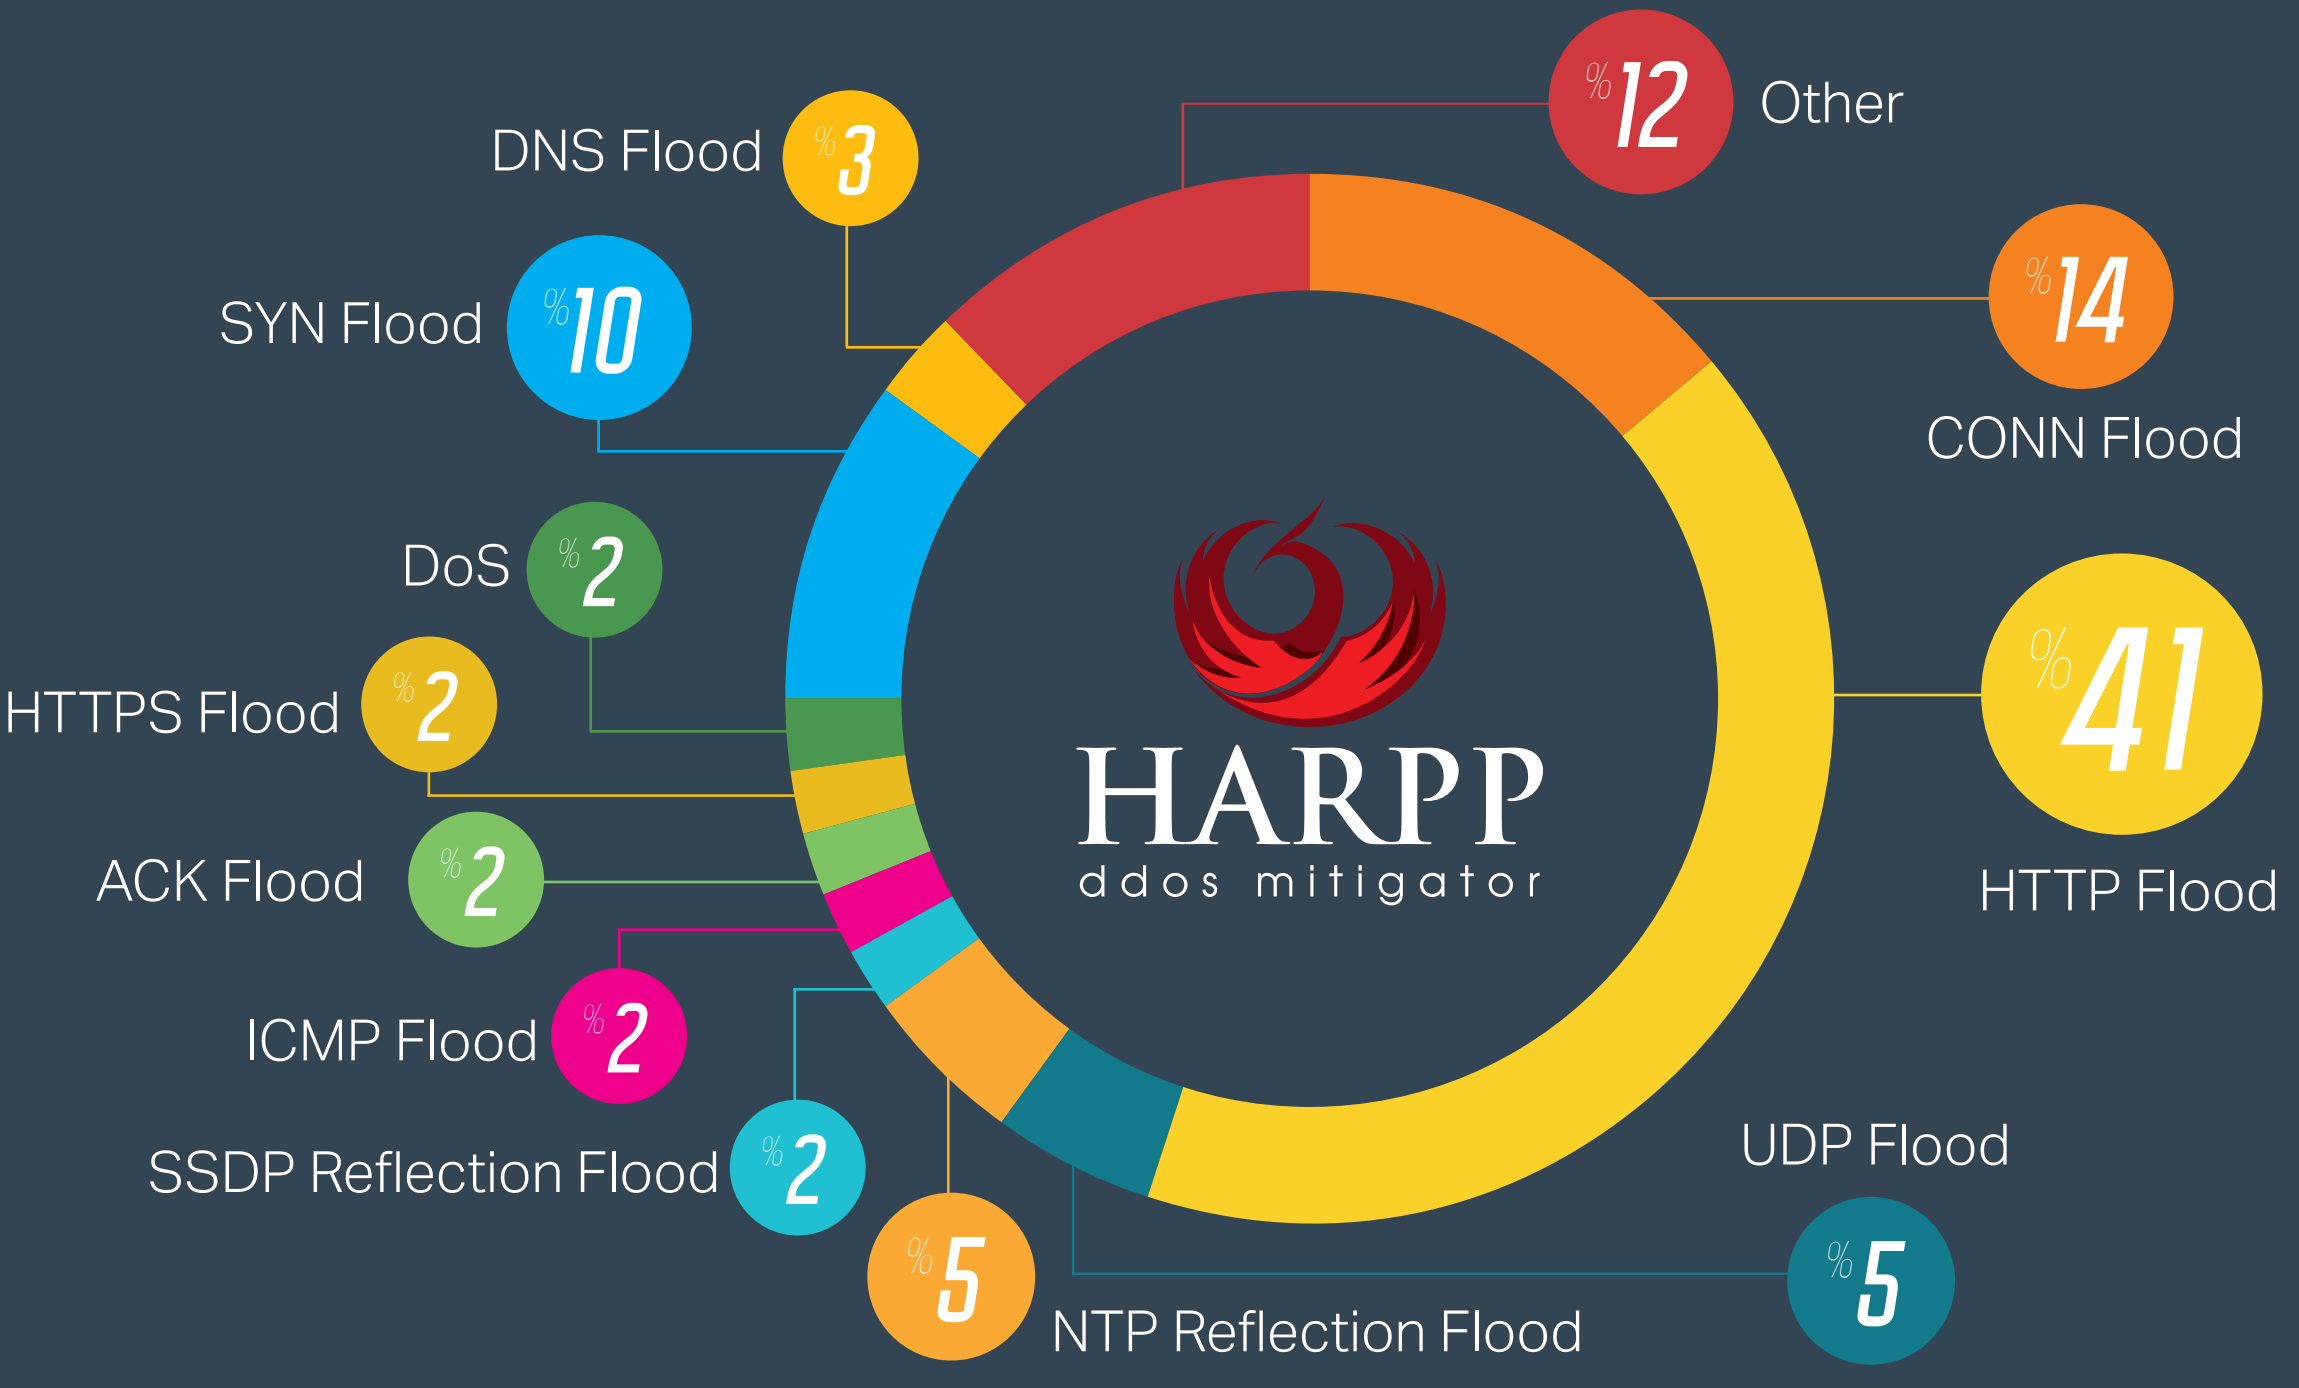 %12
Other
DNS Flood
%3
%14
CONN Flood
SYN Flood
%10
DoS
%2
%41
HTTP Flood
HTTPS Flood
%2
HARPP
ddos mitigator
ACK Flood
%2
ICMP Flood
%2
SSDP Reflection Flood
%2
UDP Flood
%5
%5
NTP Reflection Flood